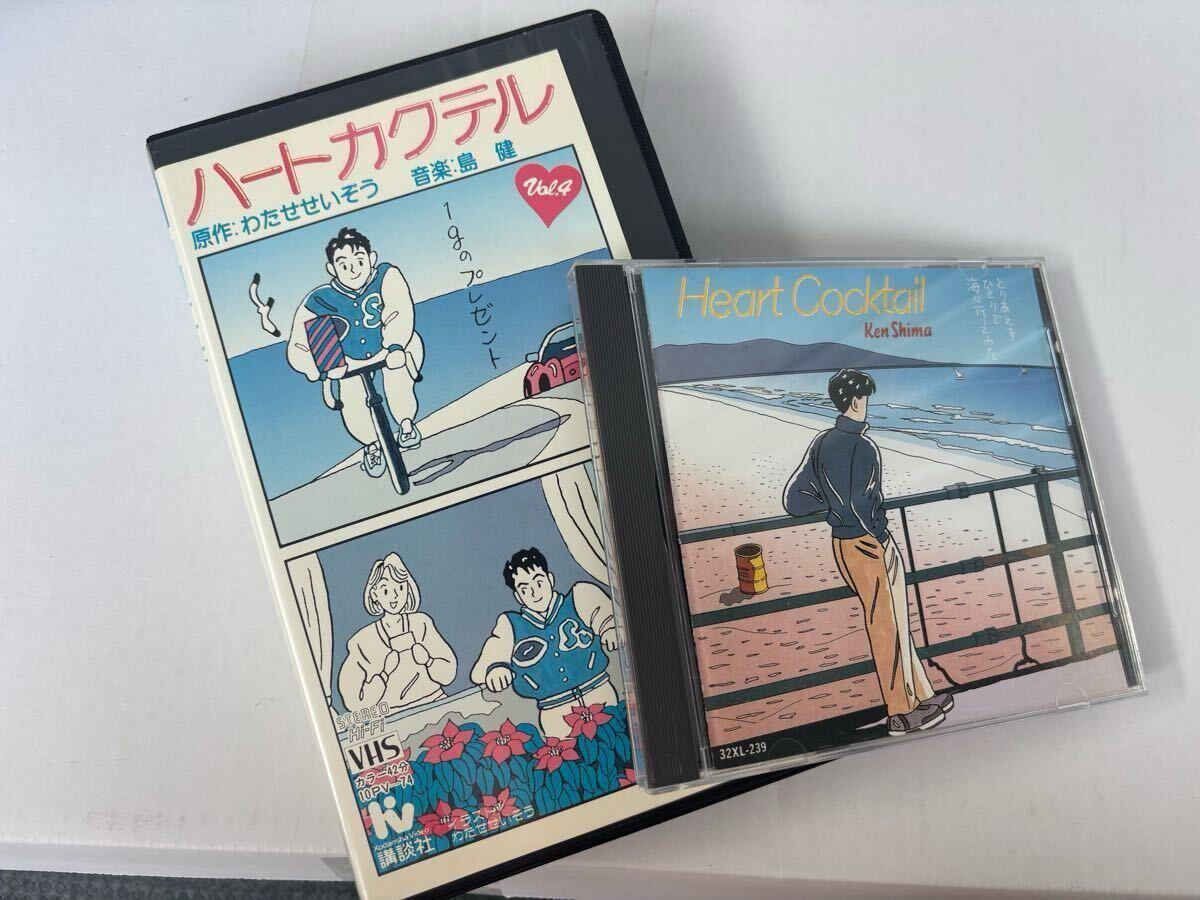 ハートカクテル
原作:わたせせいぞう 音楽:島 健
Vol.4
1gのプレゼント
STEREO
Hi-Fi
VHS
カラー42分
10PV-74
Kodansha Video
講談社
イラスト
わたせせいぞう
Heart Cocktail
Ken Shima
とりあえず
ひとりで
海に行ってみた
32XL-239